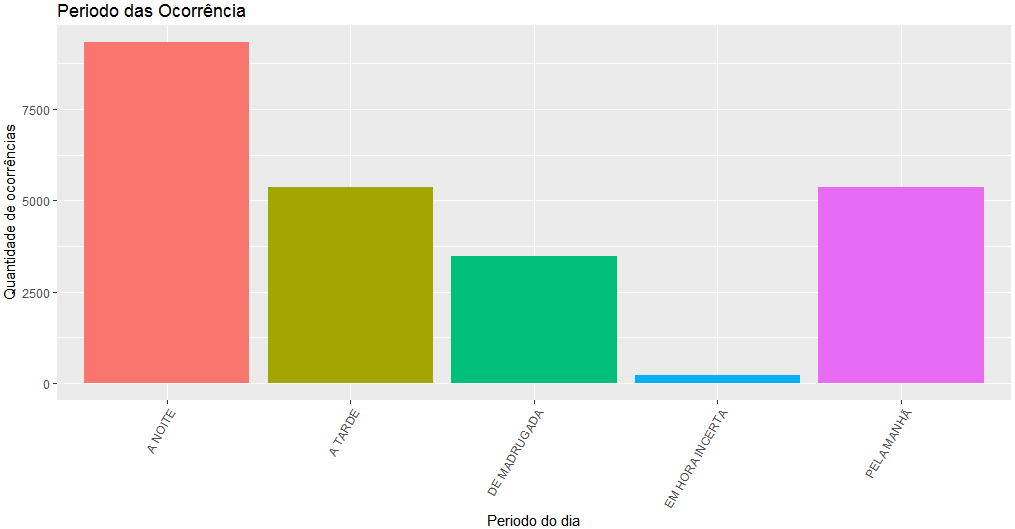 Periodo das Ocorrência
Quantidade de ocorrências
7500
5000
2500
0
A NOITE
A TARDE
DE MADRUGADA
EM HORA INCERTA
PELA MANHÃ
Periodo do dia